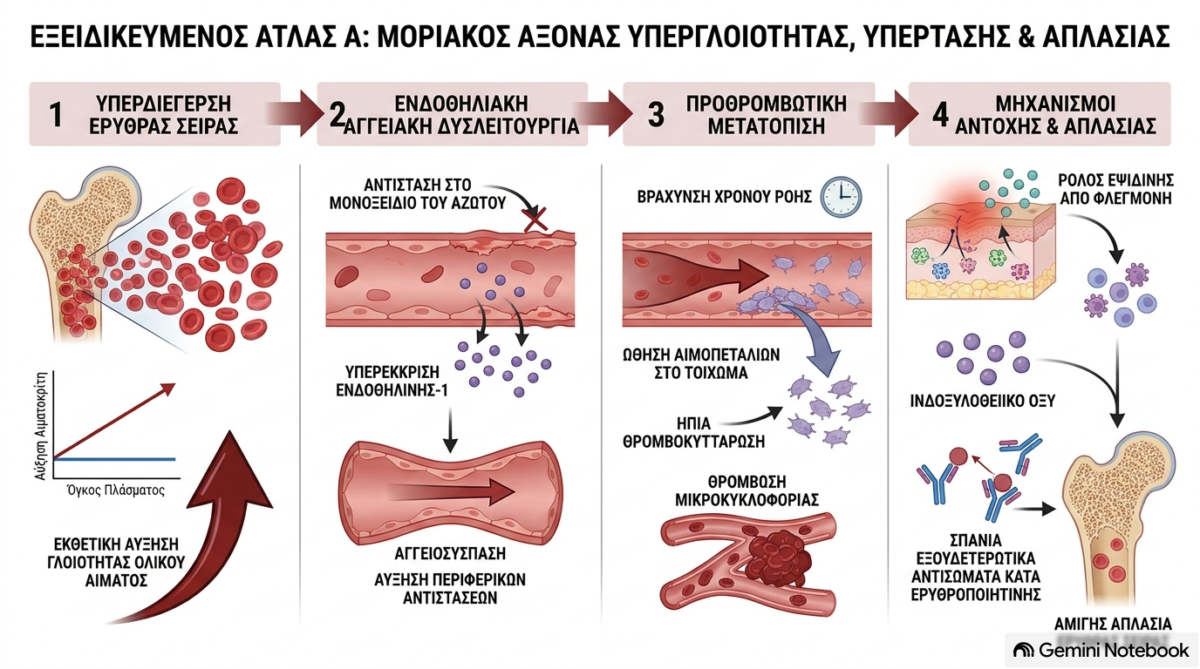 ΕΞΕΙΔΙΚΕΥΜΕΝΟΣ ΑΤΛΑΣ Α: ΜΟΡΙΑΚΟΣ ΑΞΟΝΑΣ ΥΠΕΡΓΛΟΙΟΤΗΤΑΣ, ΥΠΕΡΤΑΣΗΣ & ΑΠΛΑΣΙΑΣ
1 ΥΠΕΡΔΙΕΓΕΡΣΗ
ΕΡΥΘΡΑΣ ΣΕΙΡΑΣ
Αύξηση Αιματοκρίτη
Όγκος Πλάσματος
ΕΚΘΕΤΙΚΗ ΑΥΞΗΣΗ
ΓΛΟΙΟΤΗΤΑΣ ΟΛΙΚΟΥ
ΑΙΜΑΤΟΣ
2 ΕΝΔΟΘΗΛΙΑΚΗ
ΑΓΓΕΙΑΚΗ ΔΥΣΛΕΙΤΟΥΡΓΙΑ
ΑΝΤΙΣΤΑΣΗ ΣΤΟ
ΜΟΝΟΞΕΙΔΙΟ ΤΟΥ ΑΖΩΤΟΥ
ΥΠΕΡΕΚΚΡΙΣΗ
ΕΝΔΟΘΗΛΙΝΗΣ-1
ΑΓΓΕΙΟΣΥΣΠΑΣΗ
ΑΥΞΗΣΗ ΠΕΡΙΦΕΡΙΚΩΝ
ΑΝΤΙΣΤΑΣΕΩΝ
3 ΠΡΟΘΡΟΜΒΩΤΙΚΗ
ΜΕΤΑΤΟΠΙΣΗ
ΒΡΑΧΥΝΣΗ ΧΡΟΝΟΥ ΡΟΗΣ
ΩΘΗΣΗ ΑΙΜΟΠΕΤΑΛΙΩΝ
ΣΤΟ ΤΟΙΧΩΜΑ
ΗΠΙΑ
ΘΡΟΜΒΟΚΥΤΤΑΡΩΣΗ
ΘΡΟΜΒΩΣΗ
ΜΙΚΡΟΚΥΚΛΟΦΟΡΙΑΣ
4 ΜΗΧΑΝΙΣΜΟΙ
ΑΝΤΟΧΗΣ & ΑΠΛΑΣΙΑΣ
ΡΟΛΟΣ ΕΨΙΔΙΝΗΣ
ΑΠΟ ΦΛΕΓΜΟΝΗ
ΙΝΔΟΞΥΛΟΘΕΙΙΚΟ ΟΞΥ
ΣΠΑΝΙΑ
ΕΞΟΥΔΕΤΕΡΩΤΙΚΑ
ΑΝΤΙΣΩΜΑΤΑ ΚΑΤΑ
ΕΡΥΘΡΟΠΟΙΗΤΙΝΗΣ
ΑΜΙΓΗΣ ΑΠΛΑΣΙΑ
Gemini Notebook